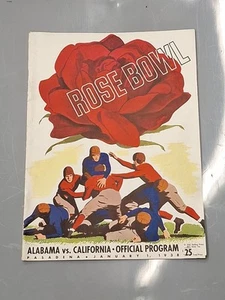 ROSE BOWL
ALABAMA vs. CALIFORNIA · OFFICIAL PROGRAM
PASADENA • JANUARY 1, 1938
25